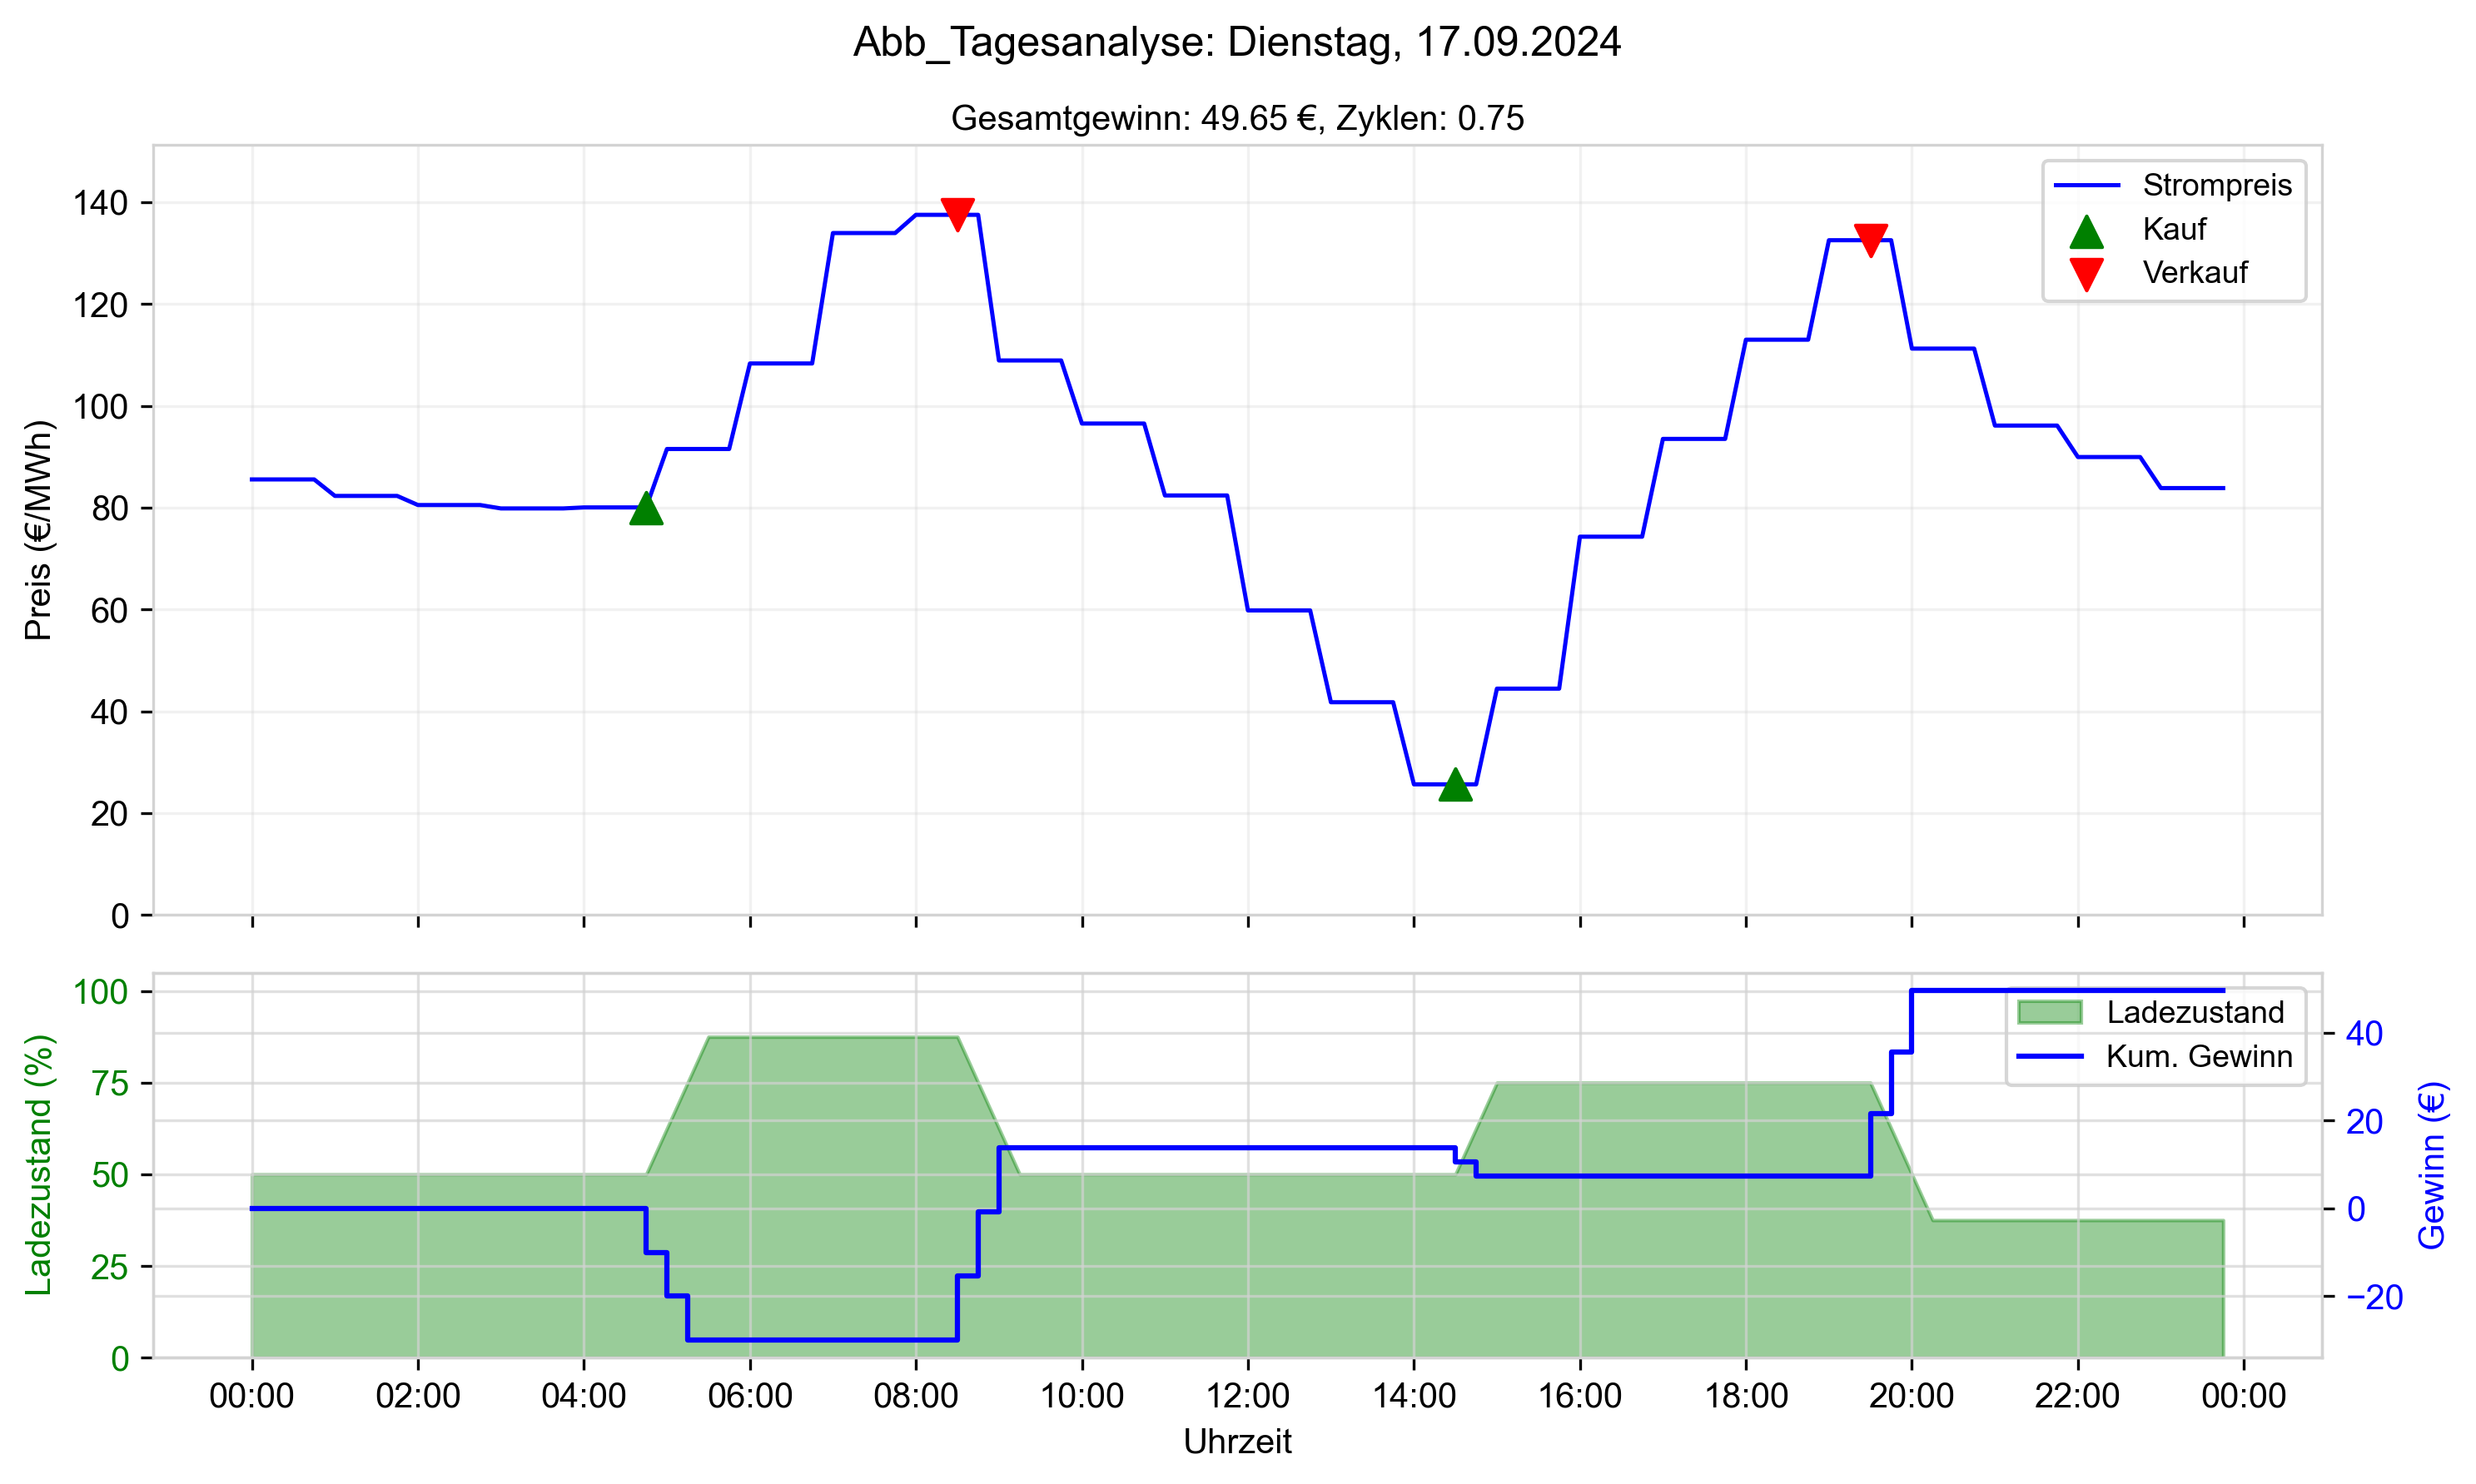 Abb_Tagesanalyse: Dienstag, 17.09.2024
Gesamtgewinn: 49.65 €, Zyklen: 0.75
Preis (€/MWh)
140
120
100
80
60
40
20
0
Strompreis
Kauf
Verkauf
Ladezustand (%)
100
75
50
25
0
Ladezustand
Kum. Gewinn
40
20
0
−20
Gewinn (€)
00:00 02:00 04:00 06:00 08:00 10:00 12:00 14:00 16:00 18:00 20:00 22:00 00:00
Uhrzeit